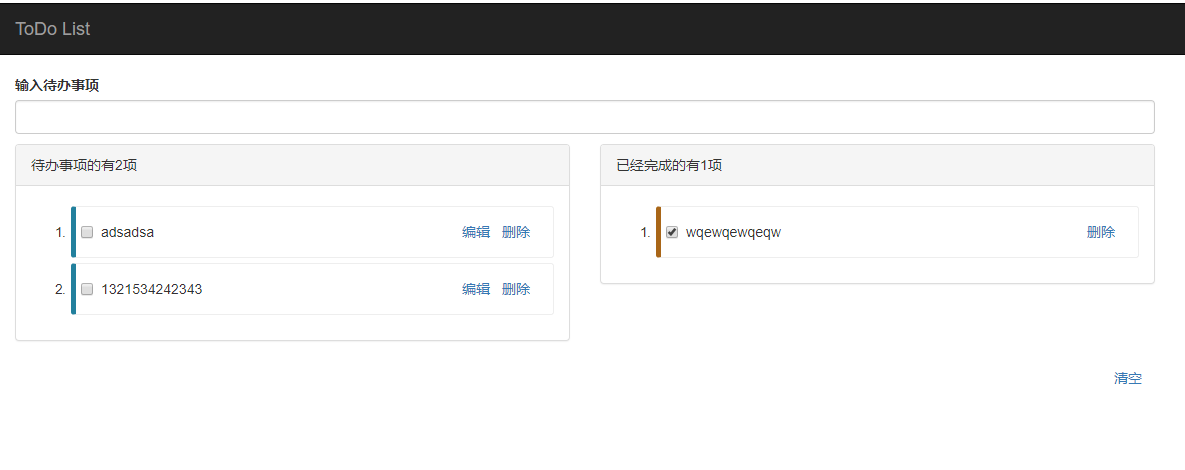 ToDo List
输入待办事项
待办事项的有2项
1. adsadsa 编辑 删除
2. 1321534242343 编辑 删除
已经完成的有1项
1. wqewqewqeqw 删除
清空